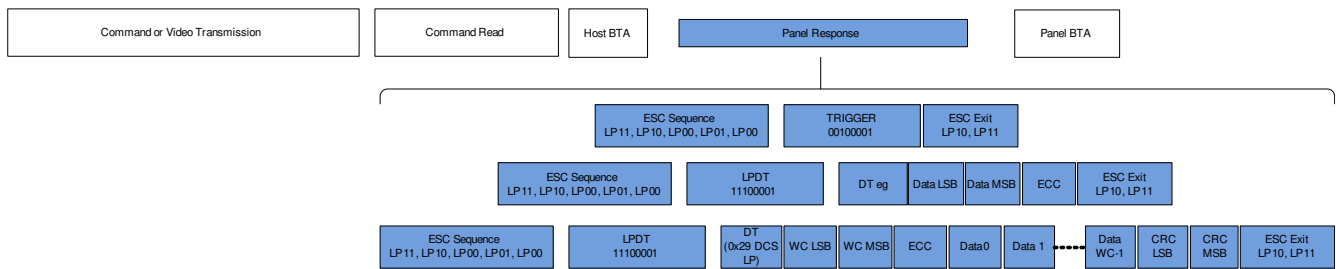 Command or Video Transmission
Command Read
Host BTA
Panel Response
Panel BTA
ESC Sequence
LP11, LP10, LP00, LP01, LP00
TRIGGER
00100001
ESC Exit
LP10, LP11
ESC Sequence
LP11, LP10, LP00, LP01, LP00
LPDT
11100001
DT eg
Data LSB
Data MSB
ECC
ESC Exit
LP10, LP11
ESC Sequence
LP11, LP10, LP00, LP01, LP00
LPDT
11100001
DT
(0x29 DCS
LP)
WC LSB
WC MSB
ECC
Data0
Data 1
Data
WC-1
CRC
LSB
CRC
MSB
ESC Exit
LP10, LP11